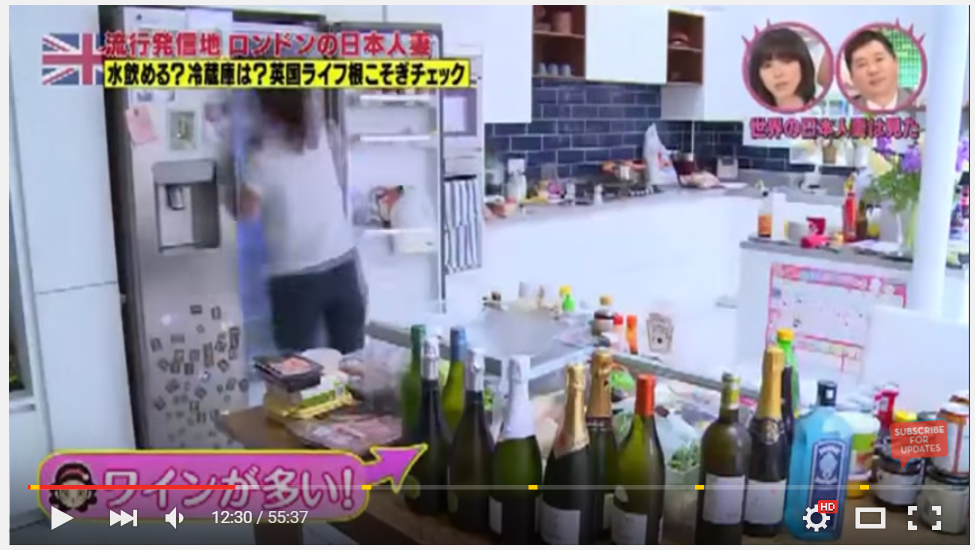 流行発信地 ロンドンの日本人妻
水飲める?冷蔵庫は?英国ライフ根こそぎチェック
世界の日本人妻は見た
ワインが多い!
SUBSCRIBE
FOR
UPDATES
12:30 / 55:37
HD